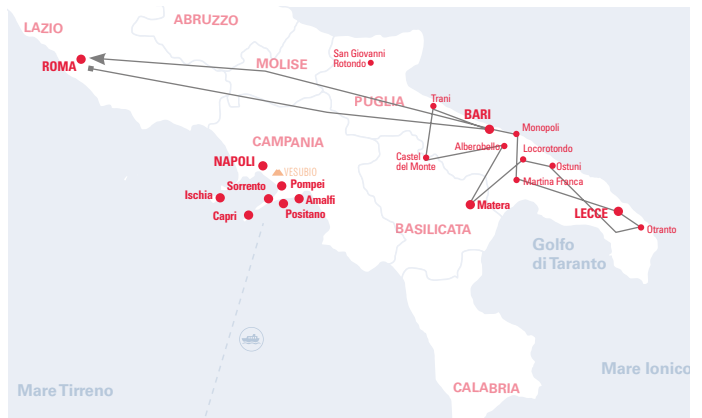 LAZIO
ABRUZZO
ROMA
MOLISE
San Giovanni
Rotondo
PUGLIA
Trani
BARI
Monopoli
CAMPANIA
Alberobello
Locorotondo
NAPOLI
VESUBIO
Castel
del Monte
Ostuni
Sorrento
Pompei
Martina Franca
Ischia
Amalfi
Capri
Positano
Matera
LECCE
BASILICATA
Otranto
Golfo
di Taranto
Mare Ionico
Mare Tirreno
CALABRIA